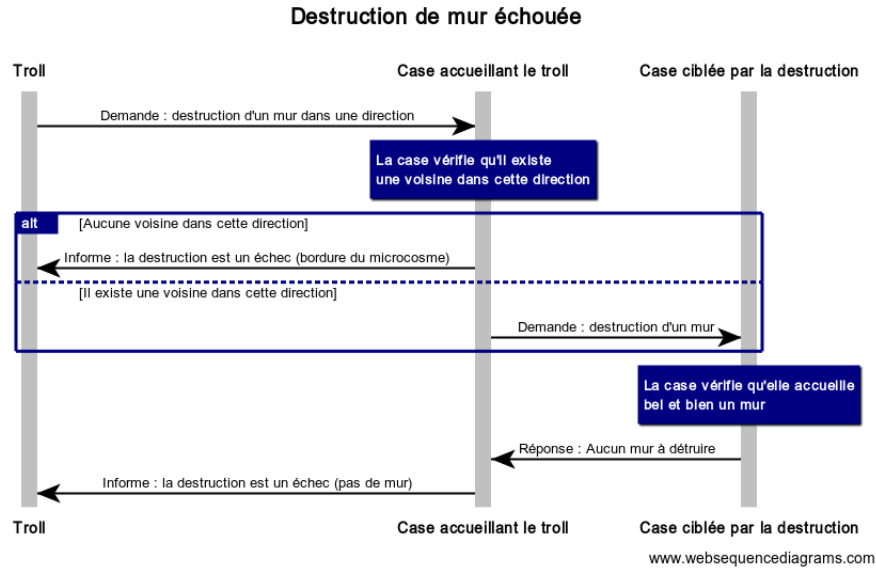 Destruction de mur échouée
Troll
Case accueillant le troll
Case ciblée par la destruction
Demande : destruction d'un mur dans une direction
La case vérifie qu'il existe
une voisine dans cette direction
alt
[Aucune voisine dans cette direction]
Informe : la destruction est un échec (bordure du microcosme)
[Il existe une voisine dans cette direction]
Demande : destruction d'un mur
La case vérifie qu'elle accueille
bel et bien un mur
Réponse : Aucun mur à détruire
Informe : la destruction est un échec (pas de mur)
Troll
Case accueillant le troll
Case ciblée par la destruction
www.websequencediagrams.com